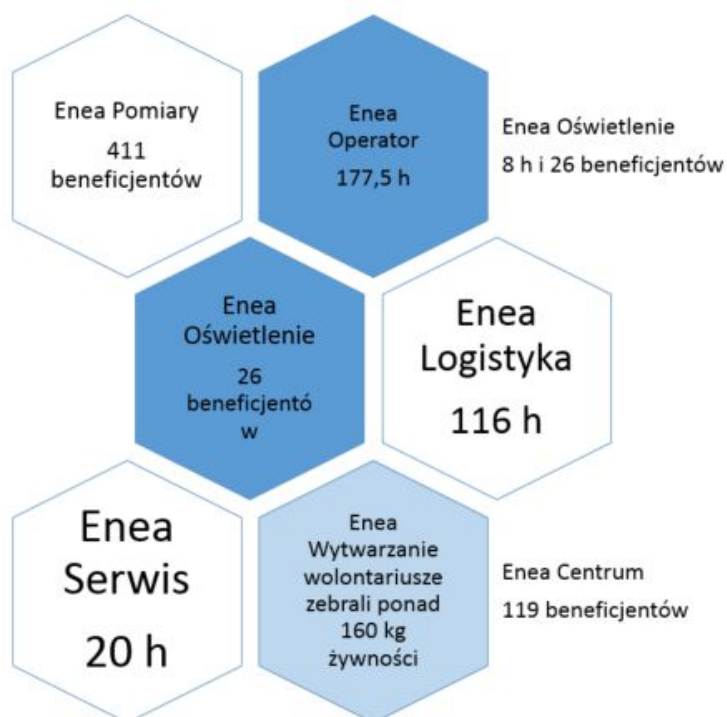 Enea Pomiary
411
beneficjentów
Enea
Operator
177,5 h
Enea Oświetlenie
8 h i 26 beneficjentów
Enea
Oświetlenie
26
beneficjentó
w
Enea
Logistyka
116 h
Enea
Serwis
20 h
Enea
Wytwarzanie
wolontariusze
zebrali ponad
160 kg
żywności
Enea Centrum
119 beneficjentów